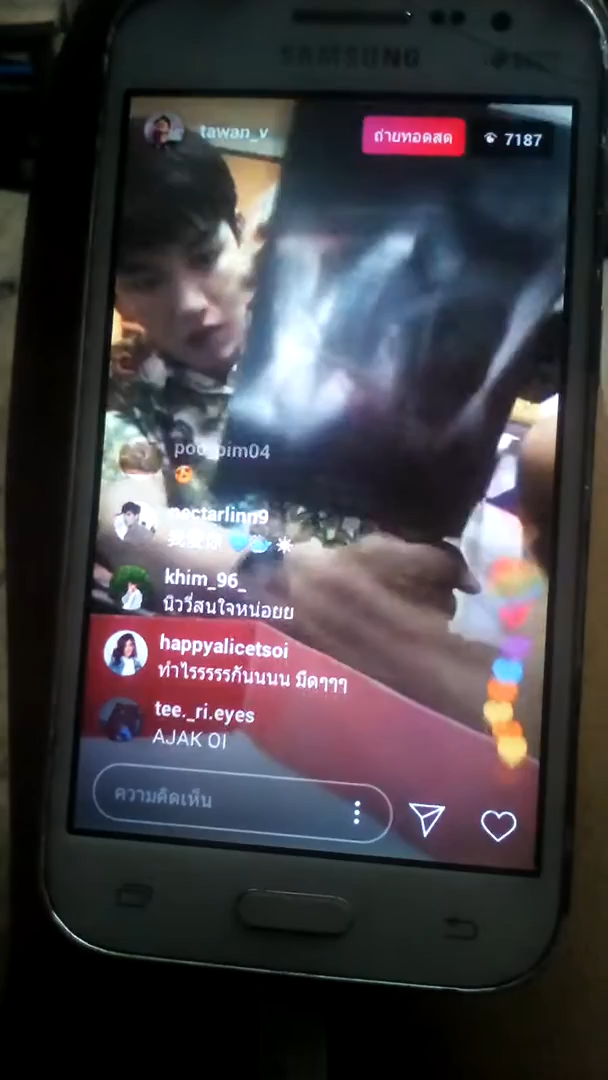 SAMSUNG
tawan_v
ถ่ายทอดสด
7187
khim_96_
นิววี่สนใจหน่อยย
happyalicetsoi
ทำไรรรรรกันนนน มืดๆๆๆ
tee._ri.eyes
AJAK OI
ความคิดเห็น